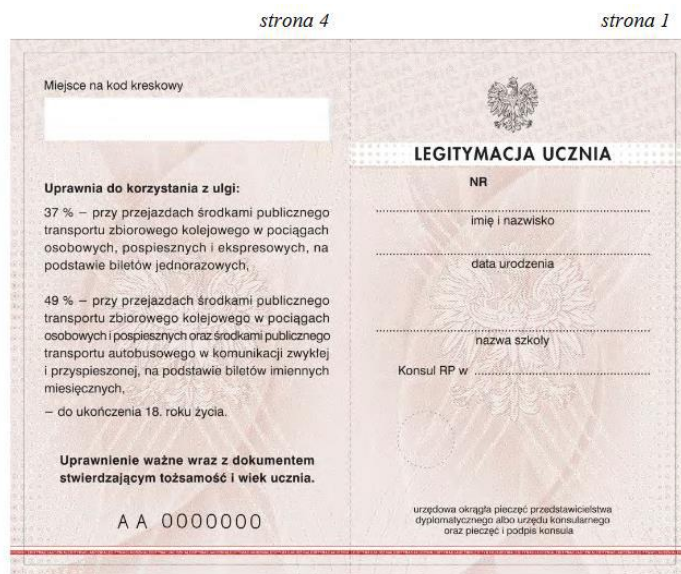 strona 4
strona 1
Miejsce na kod kreskowy
Uprawnia do korzystania z ulgi:
37 % – przy przejazdach środkami publicznego
transportu zbiorowego kolejowego w pociągach
osobowych, pospiesznych i ekspresowych, na
podstawie biletów jednorazowych,
49 % – przy przejazdach środkami publicznego
transportu zbiorowego kolejowego w pociągach
osobowych i pospiesznych oraz środkami publicznego
transportu autobusowego w komunikacji zwykłej
i przyspieszonej, na podstawie biletów imiennych
miesięcznych,
– do ukończenia 18. roku życia.
Uprawnienie ważne wraz z dokumentem
stwierdzającym tożsamość i wiek ucznia.
AA 0000000
LEGITYMACJA UCZNIA
NR
imię i nazwisko
data urodzenia
nazwa szkoły
Konsul RP w
urzędowa okrągła pieczęć przedstawicielstwa
dyplomatycznego albo urzędu konsularnego
oraz pieczęć i podpis konsula